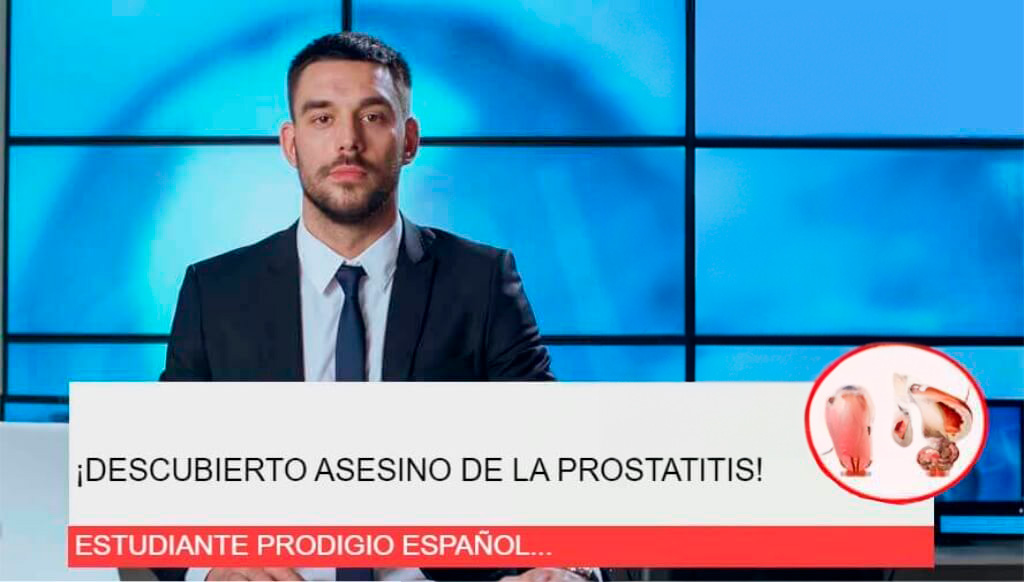 ¡DESCUBIERTO ASESINO DE LA PROSTATITIS!
ESTUDIANTE PRODIGIO ESPAÑOL...